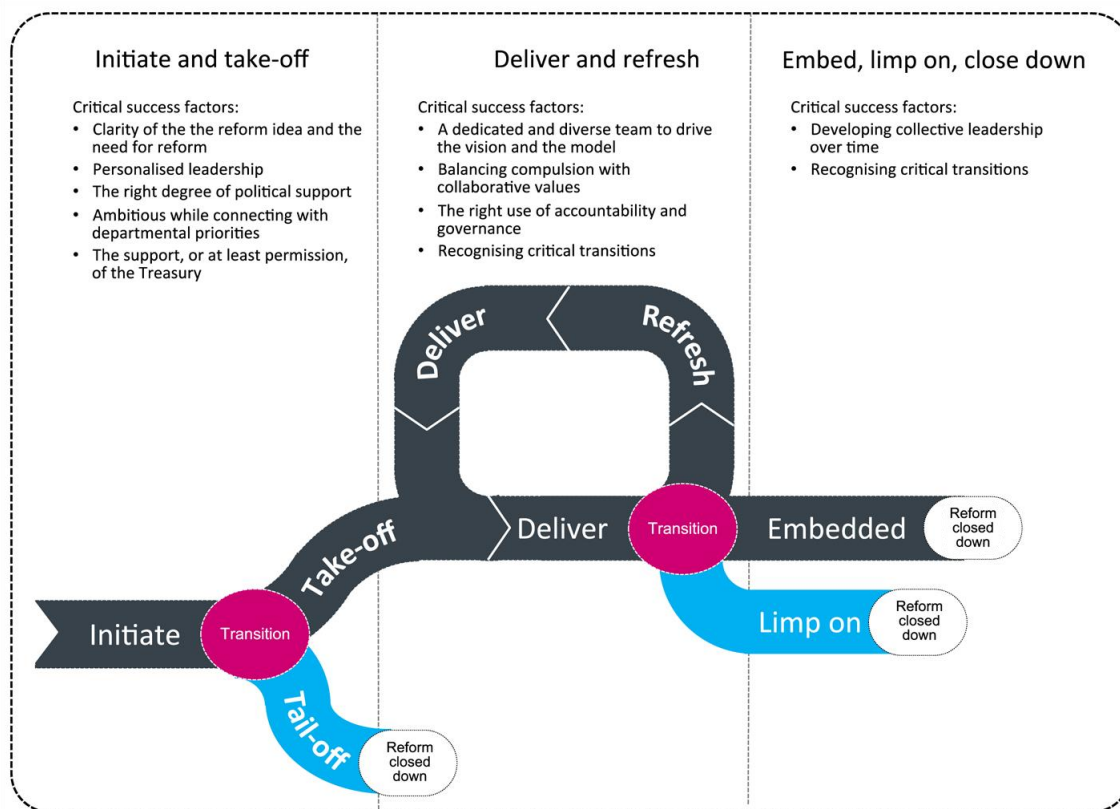 Initiate and take-off
Critical success factors:
• Clarity of the the reform idea and the
need for reform
• Personalised leadership
• The right degree of political support
• Ambitious while connecting with
departmental priorities
• The support, or at least permission,
of the Treasury
Deliver and refresh
Critical success factors:
• A dedicated and diverse team to drive
the vision and the model
• Balancing compulsion with
collaborative values
• The right use of accountability and
governance
• Recognising critical transitions
Embed, limp on, close down
Critical success factors:
• Developing collective leadership
over time
• Recognising critical transitions
Deliver
Refresh
Initiate
Transition
Take-off
Tail-off
Reform
closed
down
Deliver
Transition
Embedded
Reform
closed
down
Limp on
Reform
closed
down